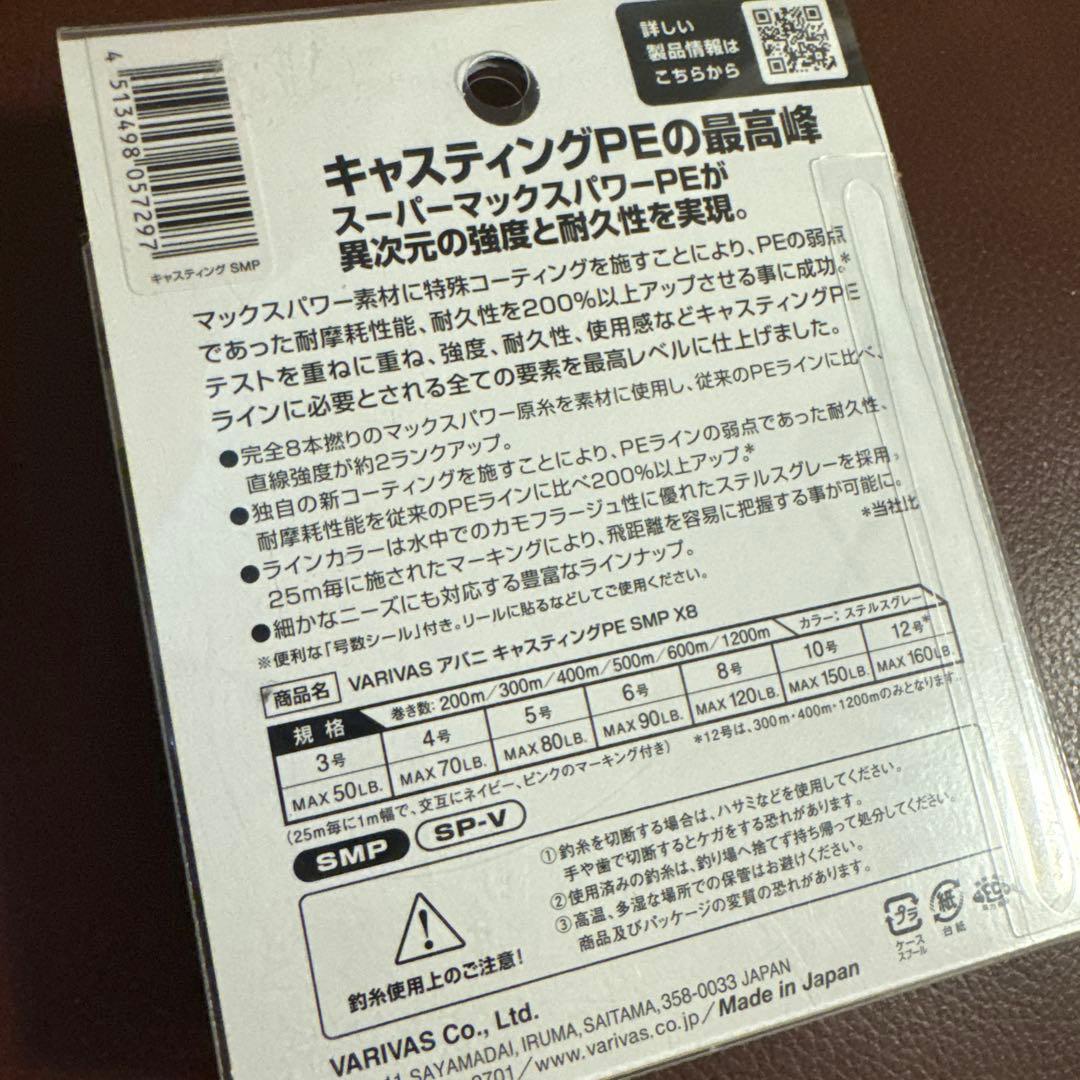 詳しい
製品情報は
こちらから
4 513498 057297
キャスティング SMP
キャスティングPEの最高峰
スーパーマックスパワーPEが
異次元の強度と耐久性を実現。
マックスパワー素材に特殊コーティングを施すことにより、PEの弱点
であった耐摩耗性能、耐久性を200%以上アップさせる事に成功。*
テストを重ねに重ね、強度、耐久性、使用感などキャスティングPE
ラインに必要とされる全ての要素を最高レベルに仕上げました。
●完全8本撚りのマックスパワー原糸を素材に使用し、従来のPEラインに比べ、
直線強度が約2ランクアップ。
●独自の新コーティングを施すことにより、PEラインの弱点であった耐久性、
耐摩耗性能を従来のPEラインに比べ200%以上アップ。*
●ラインカラーは水中でのカモフラージュ性に優れたステルスグレーを採用。
25m毎に施されたマーキングにより、飛距離を容易に把握する事が可能に。
*当社比
●細かなニーズにも対応する豊富なラインナップ。
※便利な「号数シール」付き。リールに貼るなどしてご使用ください。
商品名 VARIVAS アバニ キャスティングPE SMP X8
規格 巻き数: 200m/300m/400m/500m/600m/1200m カラー: ステルスグレー
3号 4号 5号 6号 8号 10号 12号*
MAX 50LB. MAX 70LB. MAX 80LB. MAX 90LB. MAX 120LB. MAX 150LB. MAX 160LB.
(25m毎に1m幅で、交互にネイビー、ピンクのマーキング付き) *12号は、300m・400m・1200mのみとなります。
SMP SP-V
使用上のご注意!
釣糸使用上のご注意!
①釣糸を切断する場合は、ハサミなどを使用してください。
手や歯で切断するとケガをする恐れがあります。
②使用済みの釣糸は、釣り場へ捨てず持ち帰って処分してください。
③高温、多湿な場所での保管はお避けください。
商品及びパッケージの変質の恐れがあります。
プラ
ケース
スプール
紙
台紙
VARIVAS Co., Ltd.
SAYAMADAI, IRUMA, SAITAMA, 358-0033 JAPAN
0701/www.varivas.co.jp/Made in Japan